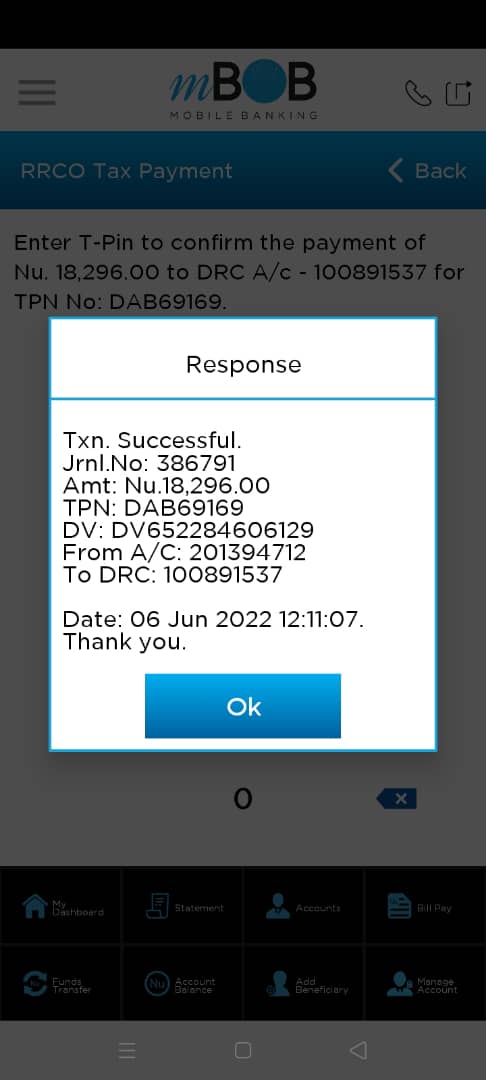 mBOB
MOBILE BANKING
RRCO Tax Payment
Back
Enter T-Pin to confirm the payment of
Nu. 18,296.00 to DRC A/c - 100891537 for
TPN No: DAB69169.
Response
Txn. Successful.
Jrnl.No: 386791
Amt: Nu.18,296.00
TPN: DAB69169
DV: DV652284606129
From A/C: 201394712
To DRC: 100891537
Date: 06 Jun 2022 12:11:07.
Thank you.
Ok
0
My
Dashboard
Statement
Accounts
Bill Pay
Funds
Transfer
Nu
Account
Balance
Add
Beneficiary
Manage
Account